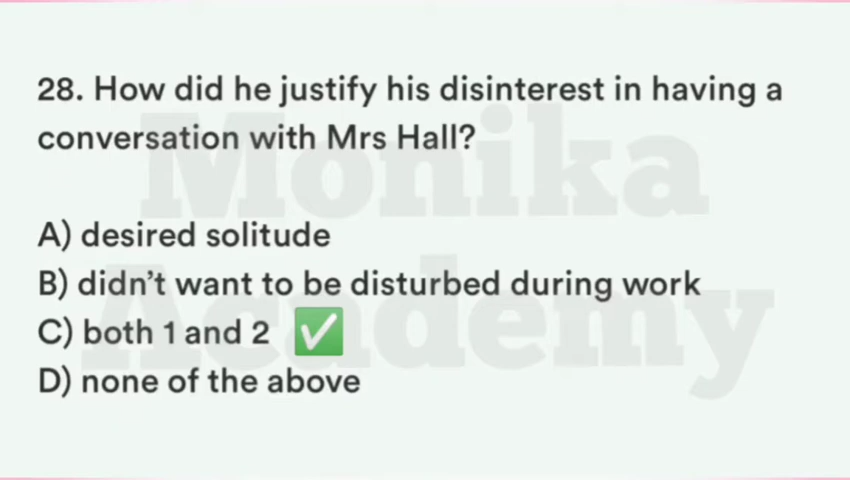 28. How did he justify his disinterest in having a
conversation with Mrs Hall?
A) desired solitude
B) didn't want to be disturbed during work
C) both 1 and 2 ✅
D) none of the above
Monika
Academy